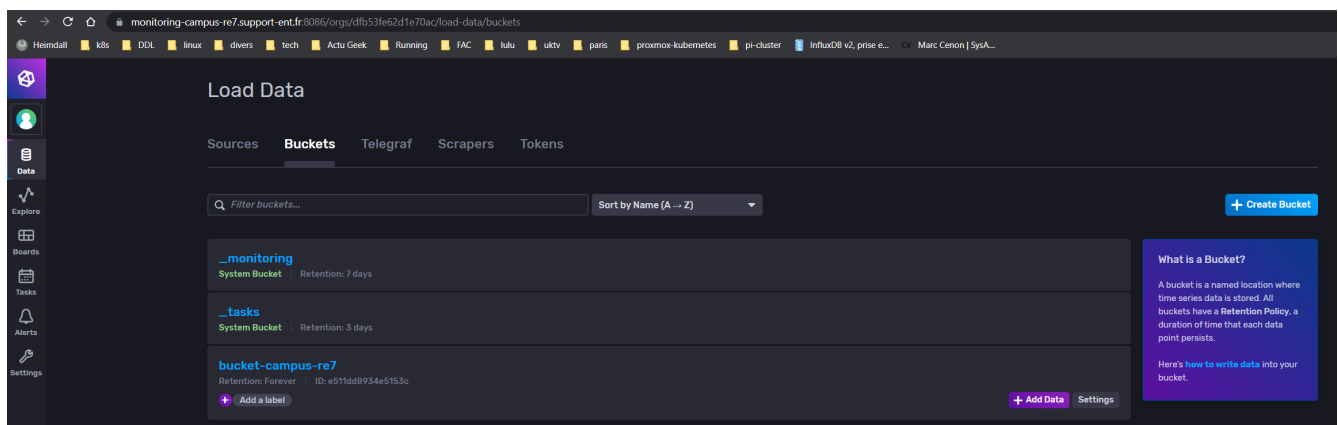 monitoring-campus-re7.support-ent.fr:8086/orgs/dfb53fe62d1e70ac/load-data/buckets
Heimdall k8s DDL linux divers tech Actu Geek Running FAC lulu uktv paris proxmox-kubernetes pi-cluster InfluxDB v2, prise e... CV Marc Cenon | SysA...
Load Data
Sources Buckets Telegraf Scrapers Tokens
Data
Explore
Boards
Tasks
Alerts
Settings
Filter buckets... Sort by Name (A → Z) + Create Bucket
_monitoring
System Bucket Retention: 7 days
_tasks
System Bucket Retention: 3 days
bucket-campus-re7
Retention: Forever ID: e511dd8934e5153c
+ Add a label + Add Data Settings
What is a Bucket?
A bucket is a named location where
time series data is stored. All
buckets have a Retention Policy, a
duration of time that each data
point persists.
Here's how to write data into your
bucket.